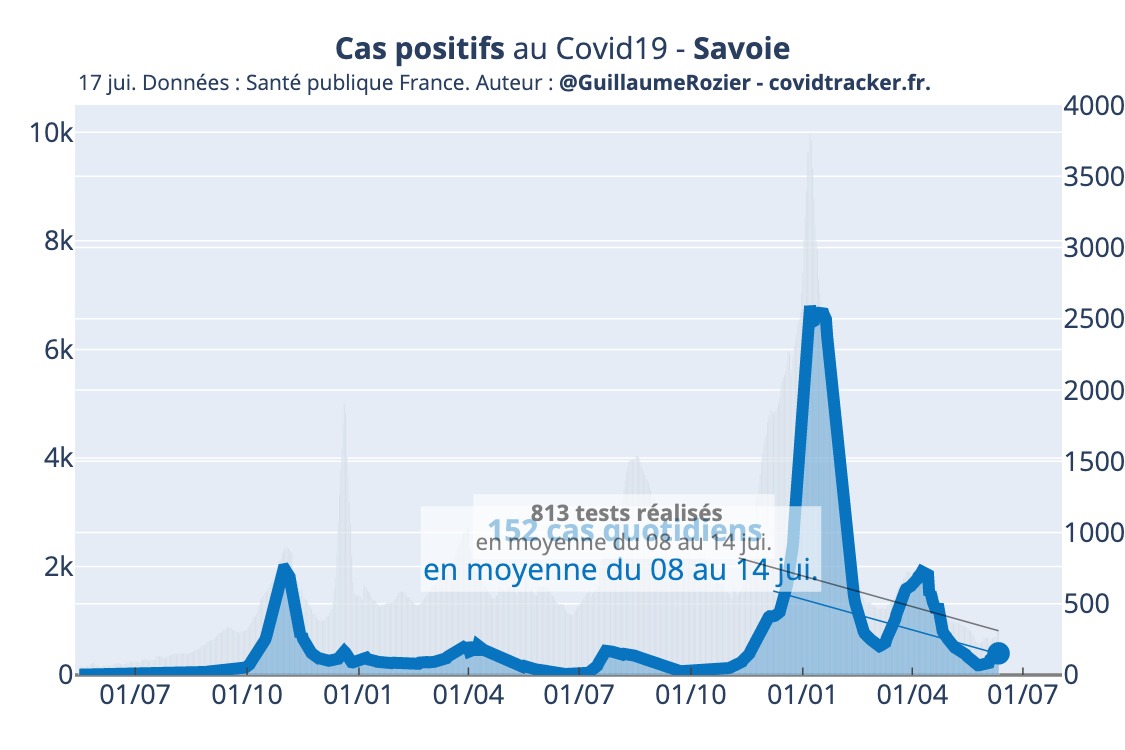 Cas positifs au Covid19 - Savoie
17 jui. Données : Santé publique France. Auteur : @GuillaumeRozier - covidtracker.fr.
10k
8k
6k
4k
2k
0
4000
3500
3000
2500
2000
1500
1000
500
0
813 tests réalisés
en moyenne du 08 au 14 jui.
152 cas quotidiens
en moyenne du 08 au 14 jui.
01/07 01/10 01/01 01/04 01/07 01/10 01/01 01/04 01/07